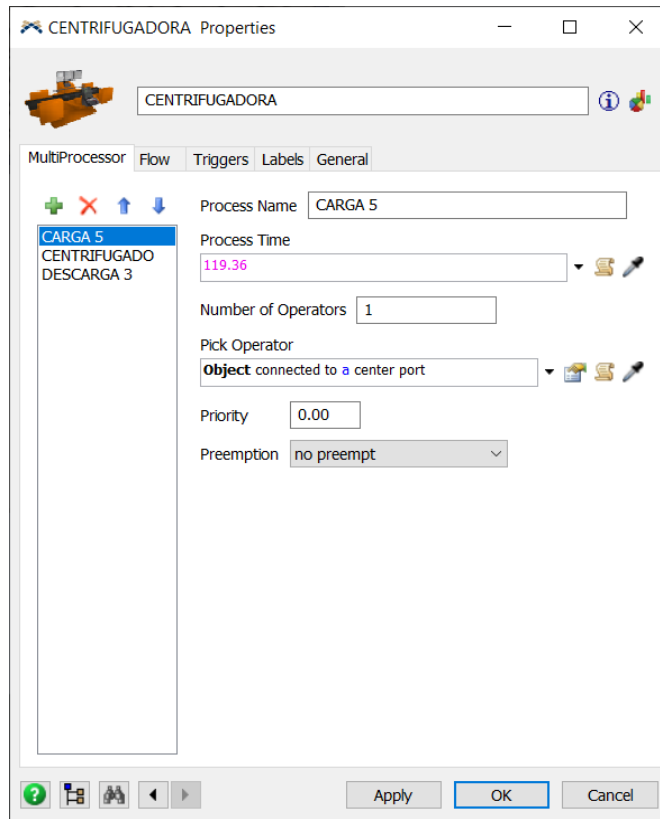 CENTRIFUGADORA Properties
CENTRIFUGADORA
MultiProcessor Flow Triggers Labels General
Process Name CARGA 5
CARGA 5
CENTRIFUGADO
DESCARGA 3
Process Time
119.36
Number of Operators 1
Pick Operator
Object connected to a center port
Priority 0.00
Preemption no preempt
Apply OK Cancel